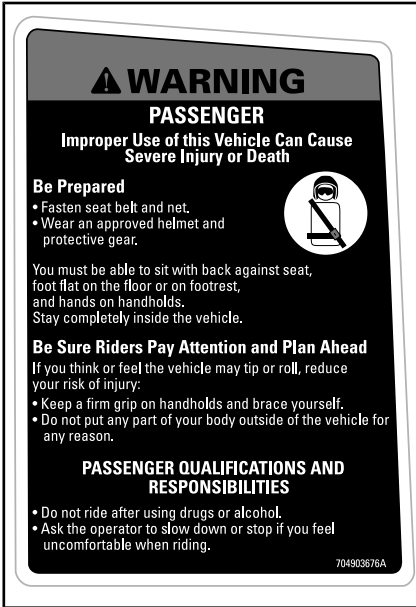 WARNING
PASSENGER
Improper Use of this Vehicle Can Cause
Severe Injury or Death
Be Prepared
• Fasten seat belt and net.
• Wear an approved helmet and
protective gear.
You must be able to sit with back against seat,
foot flat on the floor or on footrest,
and hands on handholds.
Stay completely inside the vehicle.
Be Sure Riders Pay Attention and Plan Ahead
If you think or feel the vehicle may tip or roll, reduce
your risk of injury:
• Keep a firm grip on handholds and brace yourself.
• Do not put any part of your body outside of the vehicle for
any reason.
PASSENGER QUALIFICATIONS AND
RESPONSIBILITIES
• Do not ride after using drugs or alcohol.
• Ask the operator to slow down or stop if you feel
uncomfortable when riding.
704903676A